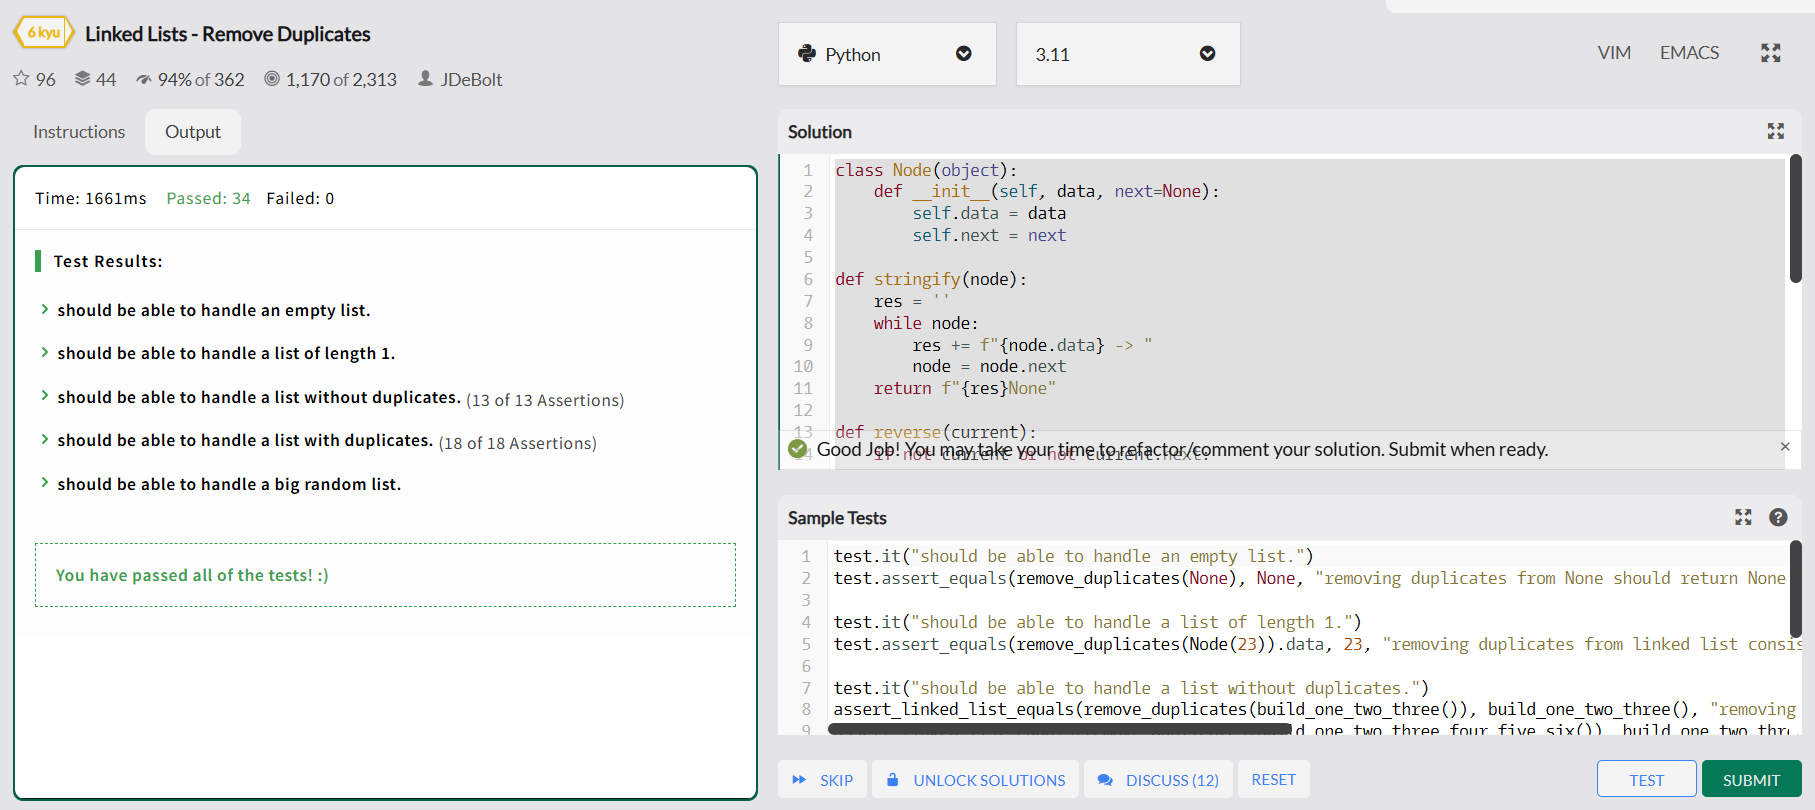 6 kyu
Linked Lists - Remove Duplicates
96 44 94% of 362 1,170 of 2,313 JDeBolt
Instructions Output
Time: 1661ms Passed: 34 Failed: 0
Test Results:
should be able to handle an empty list.
should be able to handle a list of length 1.
should be able to handle a list without duplicates. (13 of 13 Assertions)
should be able to handle a list with duplicates. (18 of 18 Assertions)
should be able to handle a big random list.
You have passed all of the tests! :)
Python 3.11 VIM EMACS
Solution
1 class Node(object):
2     def __init__(self, data, next=None):
3         self.data = data
4         self.next = next
5
6 def stringify(node):
7     res = ''
8     while node:
9         res += f"{node.data} -> "
10         node = node.next
11     return f"{res}None"
12
13 def reverse(current):
14     if not current or not current.next:
Good Job! You may take your time to refactor/comment your solution. Submit when ready. ×
Sample Tests
1 test.it("should be able to handle an empty list.")
2 test.assert_equals(remove_duplicates(None), None, "removing duplicates from None should return None
3
4 test.it("should be able to handle a list of length 1.")
5 test.assert_equals(remove_duplicates(Node(23)).data, 23, "removing duplicates from linked list consis
6
7 test.it("should be able to handle a list without duplicates.")
8 assert_linked_list_equals(remove_duplicates(build_one_two_three()), build_one_two_three(), "removing
9 d_one_two_three_four_five_six()), build_one_two_thr
SKIP UNLOCK SOLUTIONS DISCUSS (12) RESET TEST SUBMIT